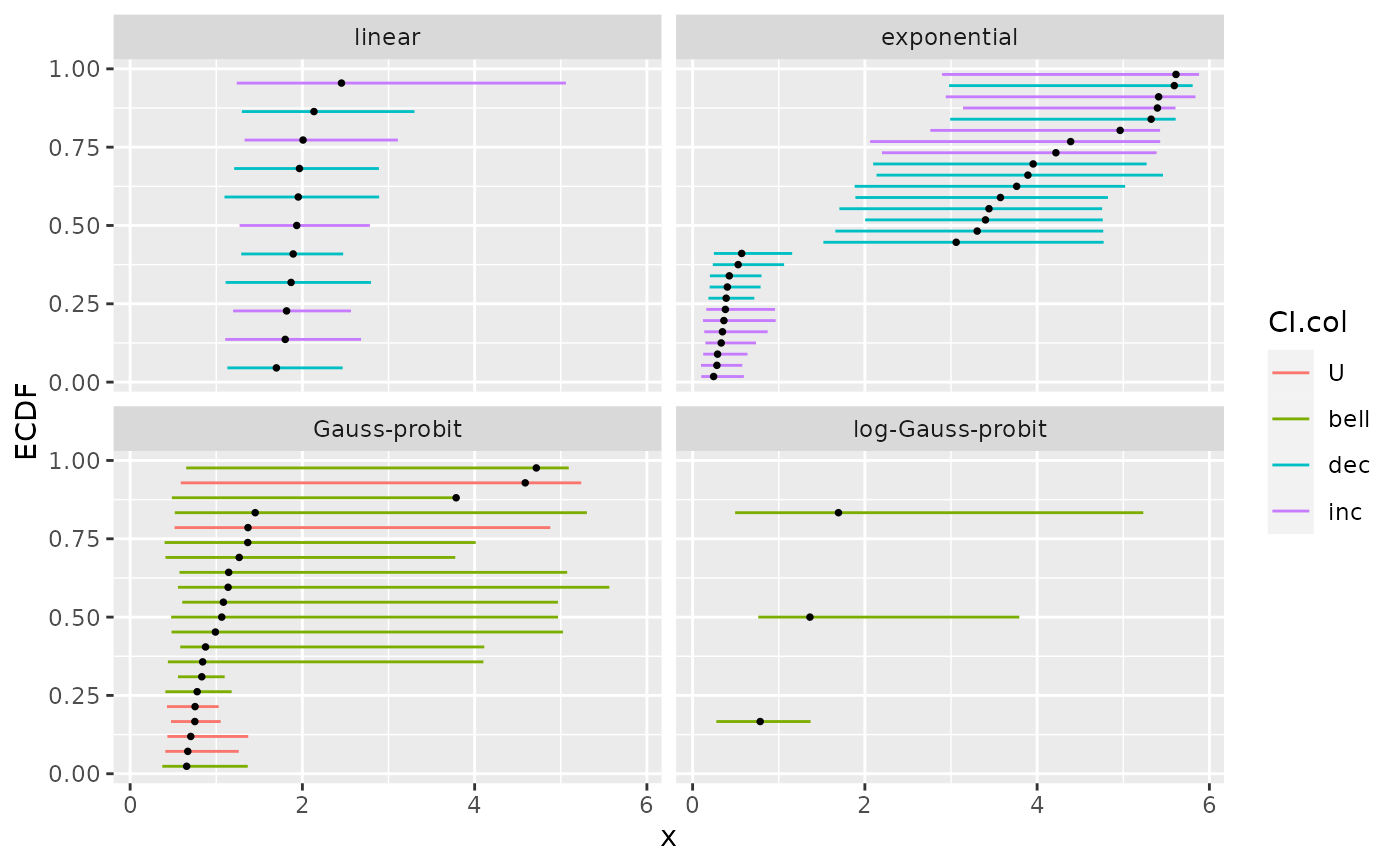 linear
exponential
1.00
0.75
0.50
0.25
0.00
Gauss-probit
log-Gauss-probit
1.00
0.75
0.50
0.25
0.00
ECDF
0 2 4 6
0 2 4 6
x
CI.col
U
bell
dec
inc